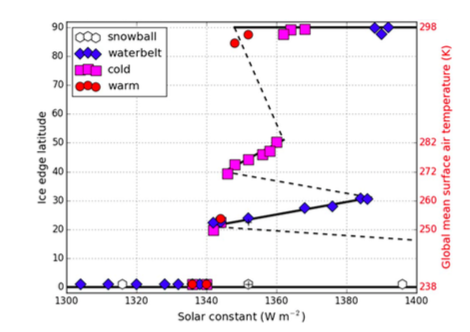 snowball
waterbelt
cold
warm
90
80
70
60
50
40
30
20
10
0
Ice edge latitude
1300 1320 1340 1360 1380 1400
Solar constant (W m⁻²)
298
282
272
260
250
238
Global mean surface air temperature (K)